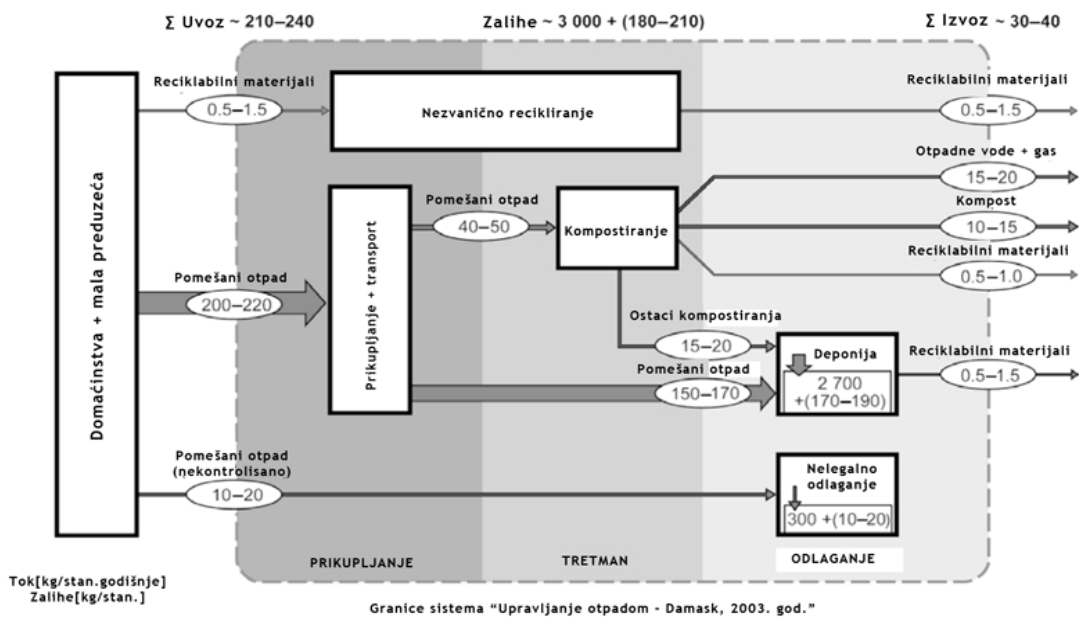 Σ Uvoz ~ 210–240
Zalihe ~ 3 000 + (180–210)
Σ Izvoz ~ 30–40
Domaćinstva + mala preduzeća
Reciklabilni materijali
0.5–1.5
Nezvanično recikliranje
Reciklabilni materijali
0.5–1.5
Pomešani otpad
200–220
Prikupljanje + transport
Pomešani otpad
40–50
Kompostiranje
Otpadne vode + gas
15–20
Kompost
10–15
Reciklabilni materijali
0.5–1.0
Ostaci kompostiranja
15–20
Pomešani otpad
150–170
Deponija
2 700
+(170–190)
Reciklabilni materijali
0.5–1.5
Pomešani otpad
(nekontrolisano)
10–20
Nelegalno
odlaganje
300 +(10–20)
PRIKUPLJANJE
TRETMAN
ODLAGANJE
Tok[kg/stan.godišnje]
Zalihe[kg/stan.]
Granice sistema “Upravljanje otpadom - Damask, 2003. god.”